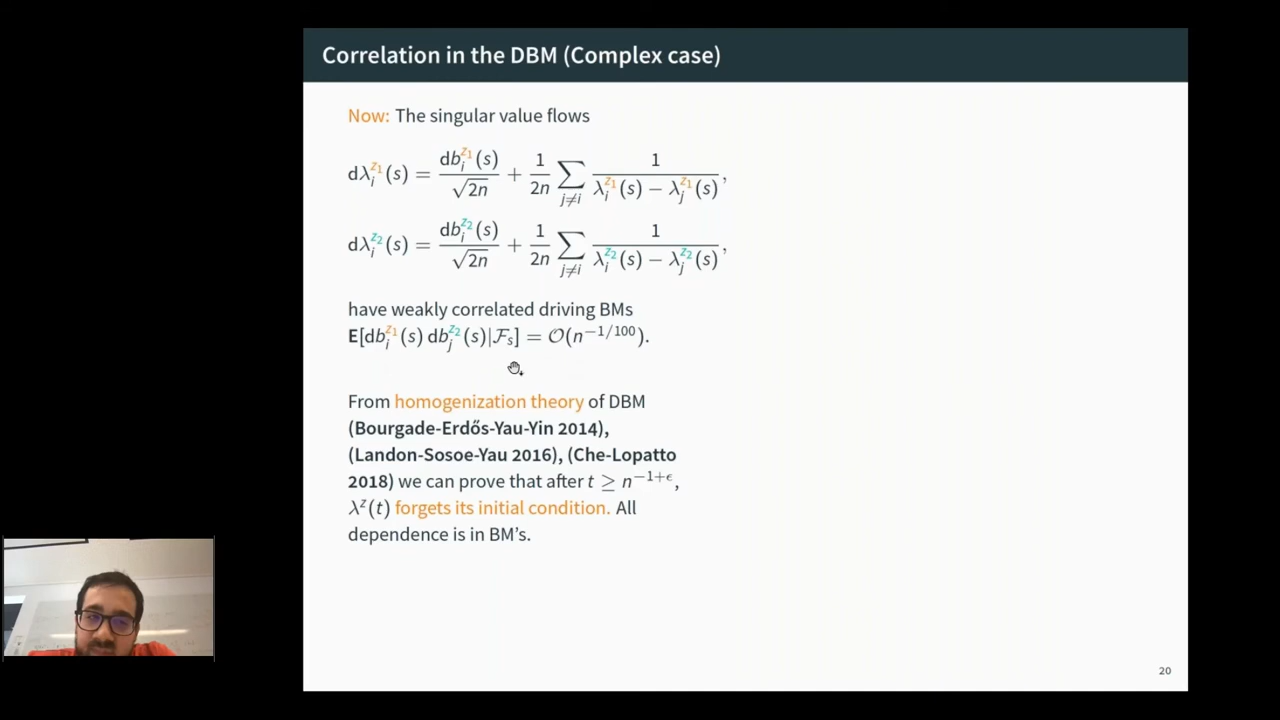 Correlation in the DBM (Complex case)
Now: The singular value flows
dλ_i^{z_1}(s) = db_i^{z_1}(s)/√2n + 1/2n ∑_{j≠i} 1/(λ_i^{z_1}(s) − λ_j^{z_1}(s)),
dλ_i^{z_2}(s) = db_i^{z_2}(s)/√2n + 1/2n ∑_{j≠i} 1/(λ_i^{z_2}(s) − λ_j^{z_2}(s)),
have weakly correlated driving BMs
E[db_i^{z_1}(s) db_j^{z_2}(s)|ℱ_s] = 𝒪(n^{−1/100}).
From homogenization theory of DBM
(Bourgade-Erdős-Yau-Yin 2014),
(Landon-Sosoe-Yau 2016), (Che-Lopatto
2018) we can prove that after t ≥ n^{−1+ϵ},
λ^z(t) forgets its initial condition. All
dependence is in BM's.
20